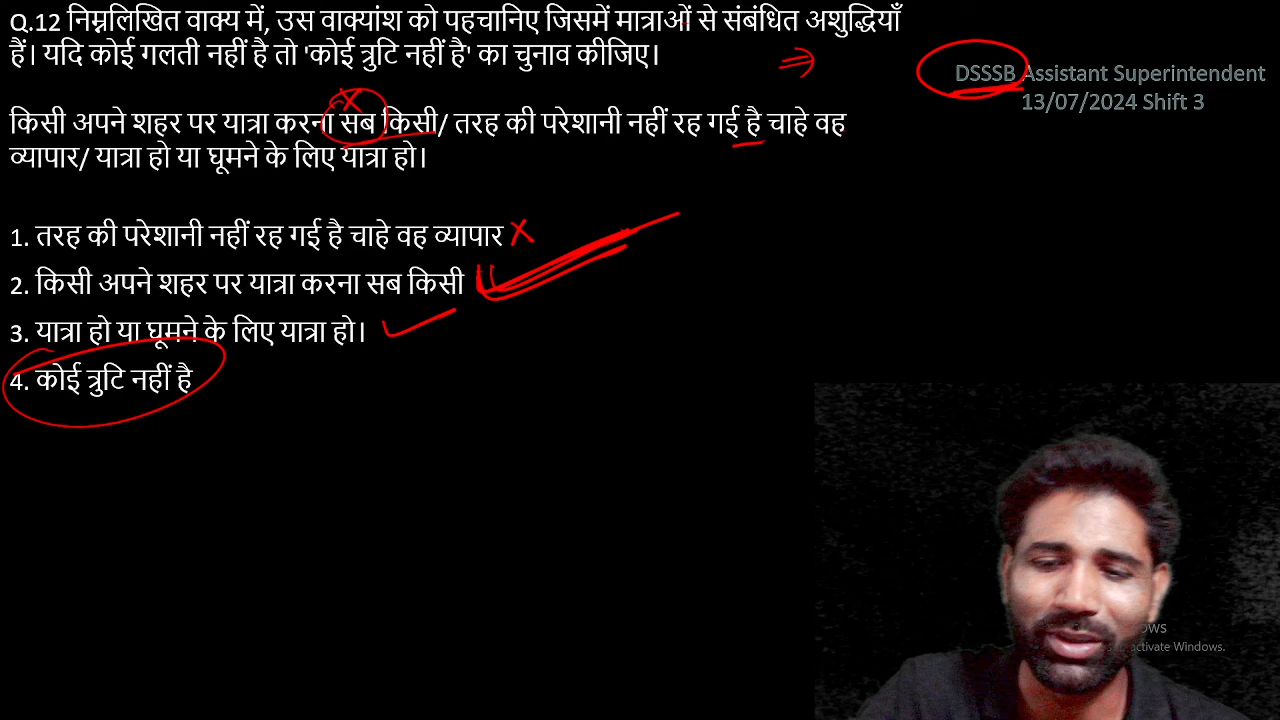 Q.12 निम्नलिखित वाक्य में, उस वाक्यांश को पहचानिए जिसमें मात्राओं से संबंधित अशुद्धियाँ
हैं। यदि कोई गलती नहीं है तो 'कोई त्रुटि नहीं है' का चुनाव कीजिए।
DSSSB Assistant Superintendent
13/07/2024 Shift 3
किसी अपने शहर पर यात्रा करना सब किसी/ तरह की परेशानी नहीं रह गई है चाहे वह
व्यापार/ यात्रा हो या घूमने के लिए यात्रा हो।
1. तरह की परेशानी नहीं रह गई है चाहे वह व्यापार
2. किसी अपने शहर पर यात्रा करना सब किसी
3. यात्रा हो या घूमने के लिए यात्रा हो।
4. कोई त्रुटि नहीं है
activate Windows.